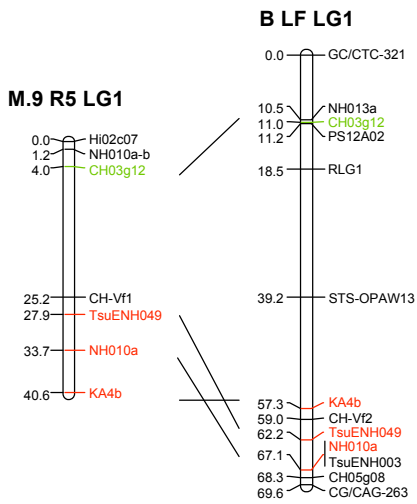 B LF LG1
0.0 GC/CTC-321
10.5 NH013a
11.0 CH03g12
11.2 PS12A02
18.5 RLG1
39.2 STS-OPAW13
57.3 KA4b
59.0 CH-Vf2
62.2 TsuENH049
NH010a
67.1 TsuENH003
68.3 CH05g08
69.6 CG/CAG-263
M.9 R5 LG1
0.0 Hi02c07
1.2 NH010a-b
4.0 CH03g12
25.2 CH-Vf1
27.9 TsuENH049
33.7 NH010a
40.6 KA4b